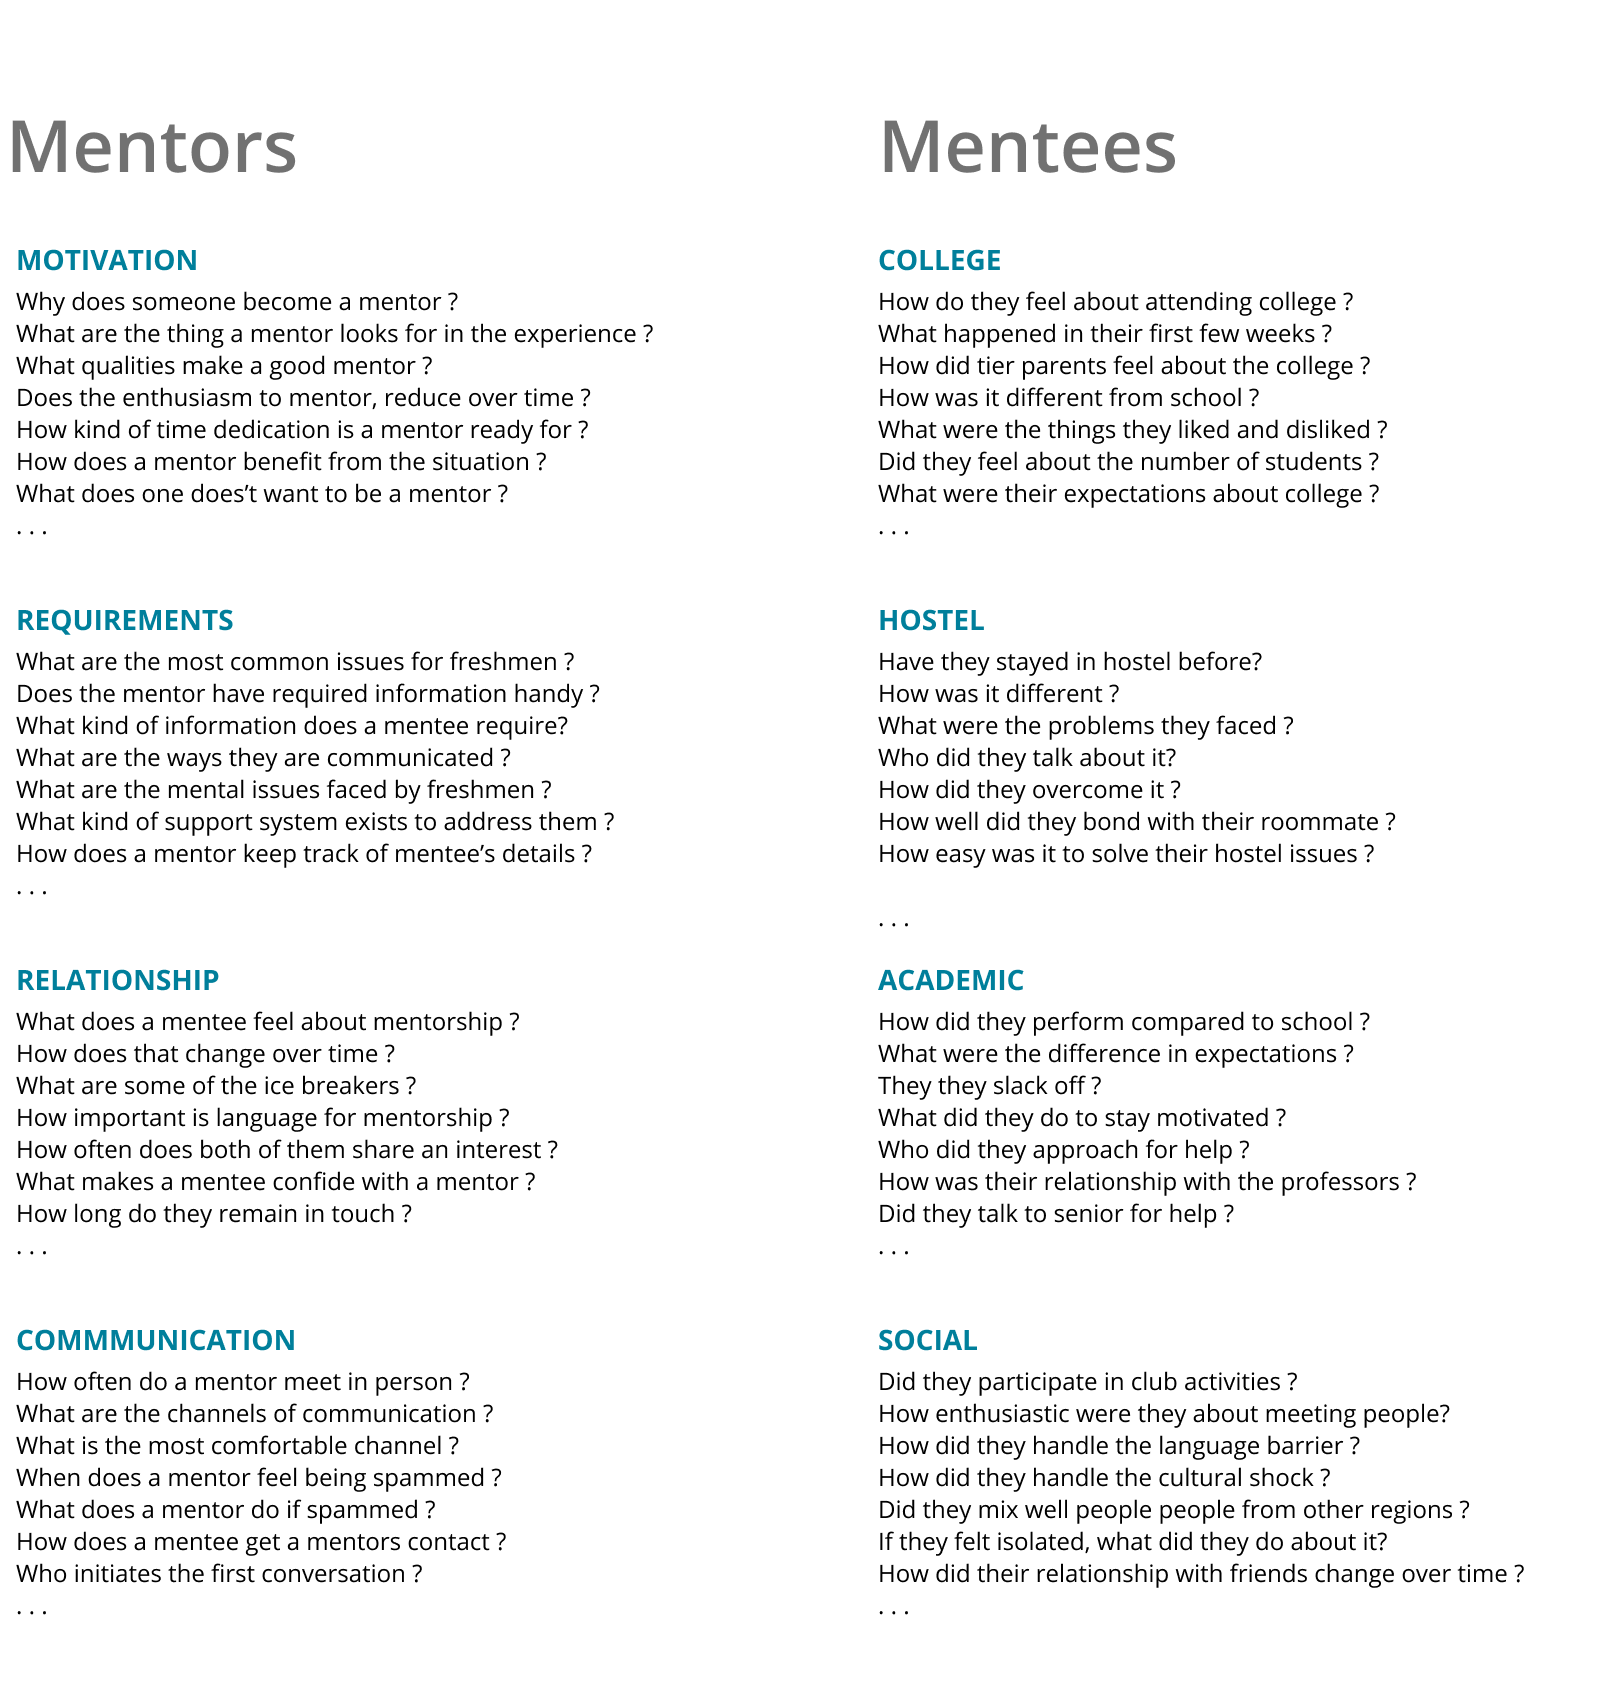 Mentors
MOTIVATION
Why does someone become a mentor ?
What are the thing a mentor looks for in the experience ?
What qualities make a good mentor ?
Does the enthusiasm to mentor, reduce over time ?
How kind of time dedication is a mentor ready for ?
How does a mentor benefit from the situation ?
What does one does’t want to be a mentor ?
. . .
REQUIREMENTS
What are the most common issues for freshmen ?
Does the mentor have required information handy ?
What kind of information does a mentee require?
What are the ways they are communicated ?
What are the mental issues faced by freshmen ?
What kind of support system exists to address them ?
How does a mentor keep track of mentee’s details ?
. . .
RELATIONSHIP
What does a mentee feel about mentorship ?
How does that change over time ?
What are some of the ice breakers ?
How important is language for mentorship ?
How often does both of them share an interest ?
What makes a mentee confide with a mentor ?
How long do they remain in touch ?
. . .
COMMMUNICATION
How often do a mentor meet in person ?
What are the channels of communication ?
What is the most comfortable channel ?
When does a mentor feel being spammed ?
What does a mentor do if spammed ?
How does a mentee get a mentors contact ?
Who initiates the first conversation ?
. . .
Mentees
COLLEGE
How do they feel about attending college ?
What happened in their first few weeks ?
How did tier parents feel about the college ?
How was it different from school ?
What were the things they liked and disliked ?
Did they feel about the number of students ?
What were their expectations about college ?
. . .
HOSTEL
Have they stayed in hostel before?
How was it different ?
What were the problems they faced ?
Who did they talk about it?
How did they overcome it ?
How well did they bond with their roommate ?
How easy was it to solve their hostel issues ?
. . .
ACADEMIC
How did they perform compared to school ?
What were the difference in expectations ?
They they slack off ?
What did they do to stay motivated ?
Who did they approach for help ?
How was their relationship with the professors ?
Did they talk to senior for help ?
. . .
SOCIAL
Did they participate in club activities ?
How enthusiastic were they about meeting people?
How did they handle the language barrier ?
How did they handle the cultural shock ?
Did they mix well people people from other regions ?
If they felt isolated, what did they do about it?
How did their relationship with friends change over time ?
. . .